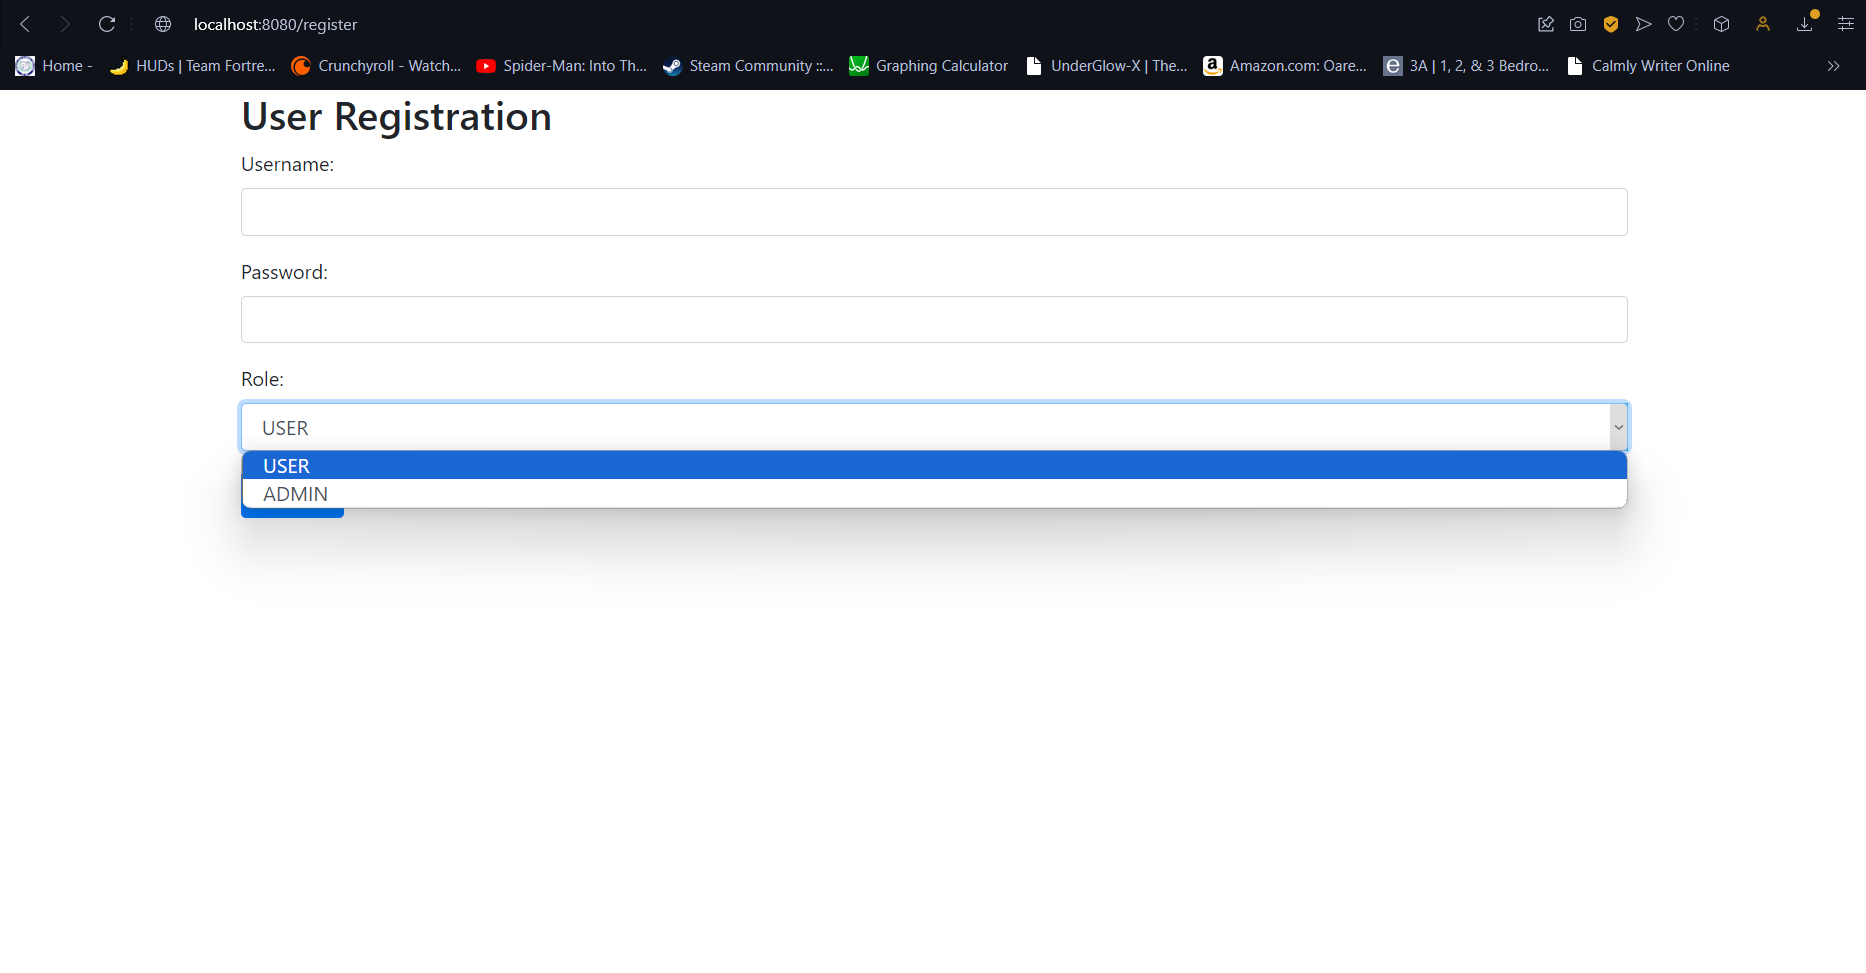 localhost:8080/register
Home -
HUDs | Team Fortre...
Crunchyroll - Watch...
Spider-Man: Into Th...
Steam Community ::...
Graphing Calculator
UnderGlow-X | The...
Amazon.com: Oare...
3A | 1, 2, & 3 Bedro...
Calmly Writer Online
User Registration
Username:
Password:
Role:
USER
USER
ADMIN